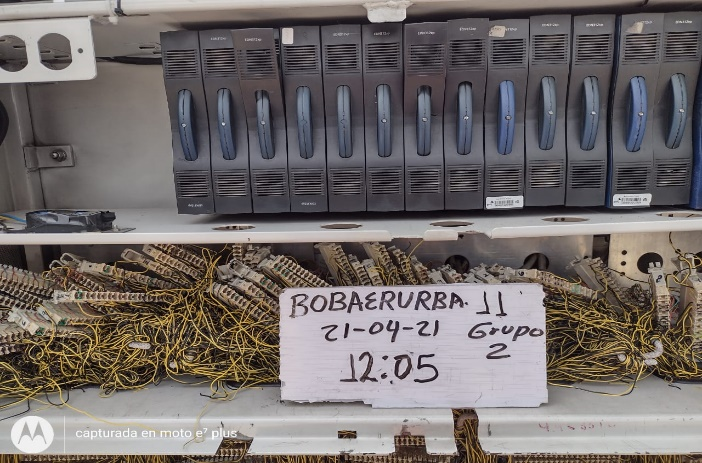 BOBAERURBA. 11
21-04-21 Grupo
12:05 2
capturada en moto e⁷ plus